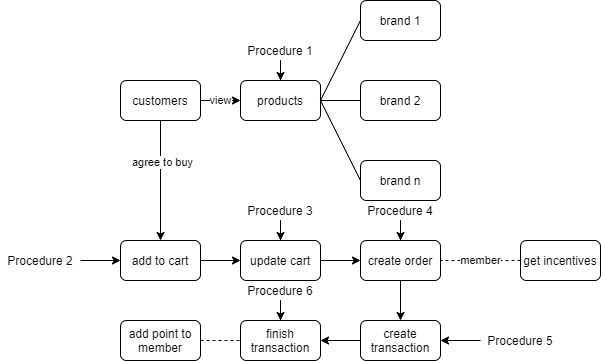 brand 1
Procedure 1
customers
view
products
brand 2
agree to buy
brand n
Procedure 3
Procedure 4
Procedure 2
add to cart
update cart
create order
member
get incentives
Procedure 6
add point to
member
finish
transaction
create
transaction
Procedure 5